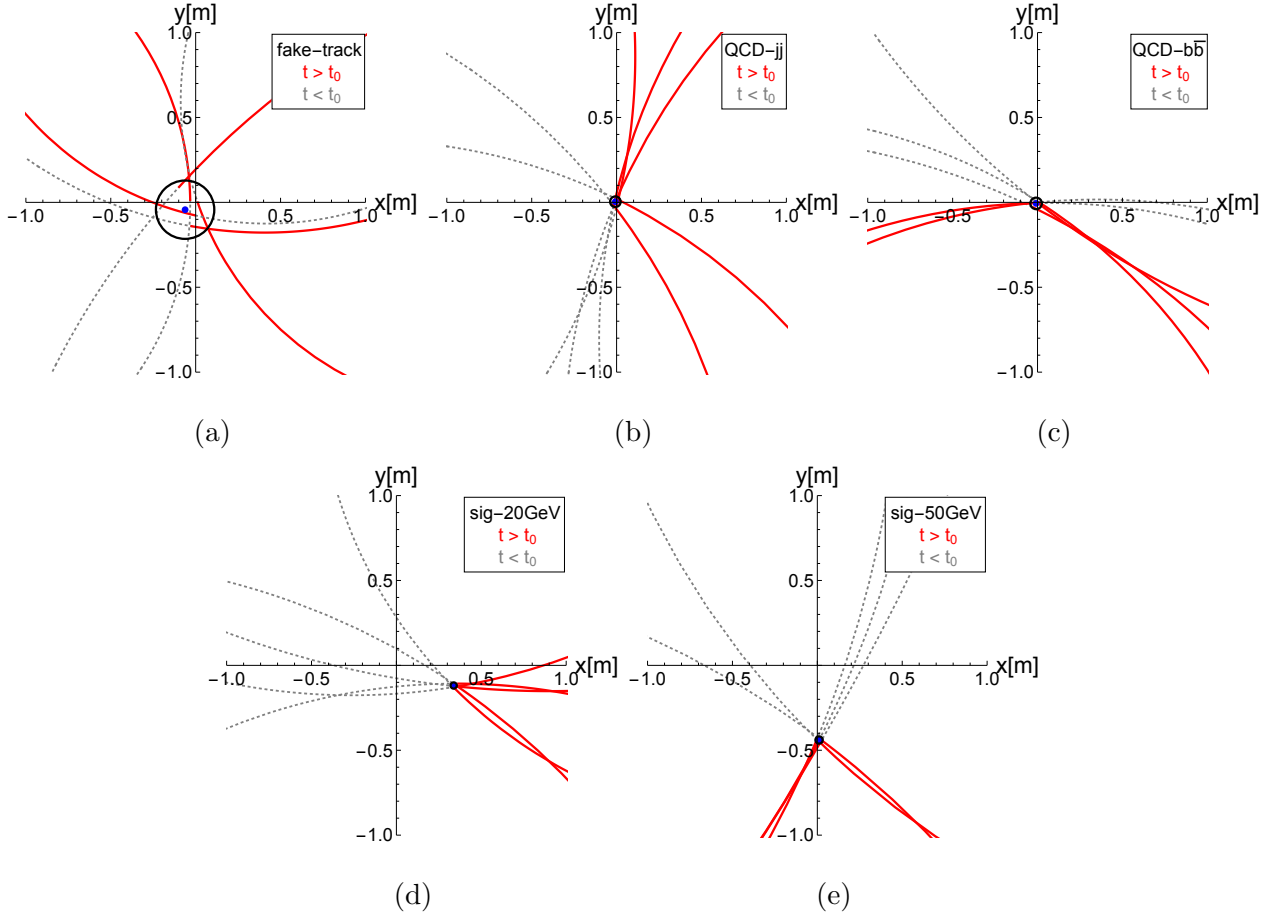 y[m]
1.0
fake-track
t > t₀
t < t₀
0.5
x[m]
-1.0
-0.5
0.5
1.0
-0.5
-1.0
(a)
y[m]
1.0
QCD-jj
t > t₀
t < t₀
0.5
x[m]
-1.0
-0.5
0.5
1.0
-0.5
-1.0
(b)
y[m]
1.0
QCD-bb̅
t > t₀
t < t₀
0.5
x[m]
-1.0
-0.5
0.5
1.0
-0.5
-1.0
(c)
y[m]
1.0
sig-20GeV
t > t₀
t < t₀
0.5
x[m]
-1.0
-0.5
0.5
1.0
-0.5
-1.0
(d)
y[m]
1.0
sig-50GeV
t > t₀
t < t₀
0.5
x[m]
-1.0
-0.5
0.5
1.0
-0.5
-1.0
(e)